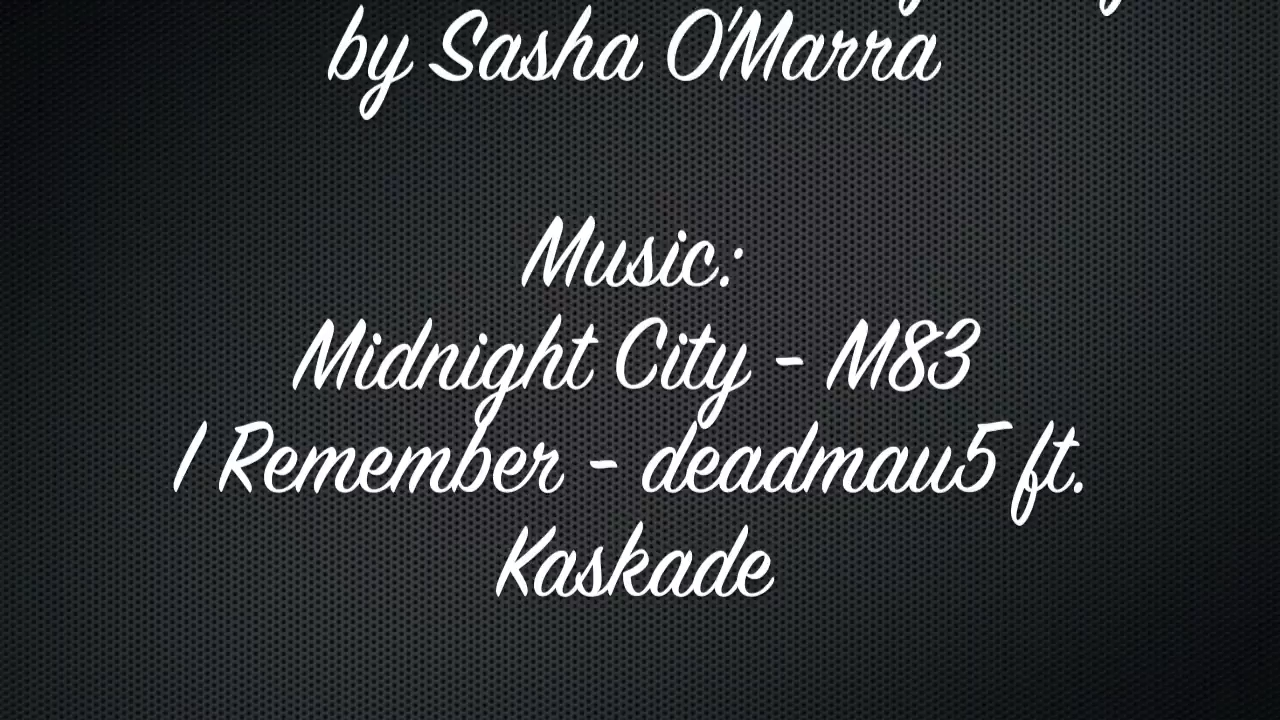 by Sasha O'Marra
Music:
Midnight City - M83
I Remember - deadmau5 ft.
Kaskade